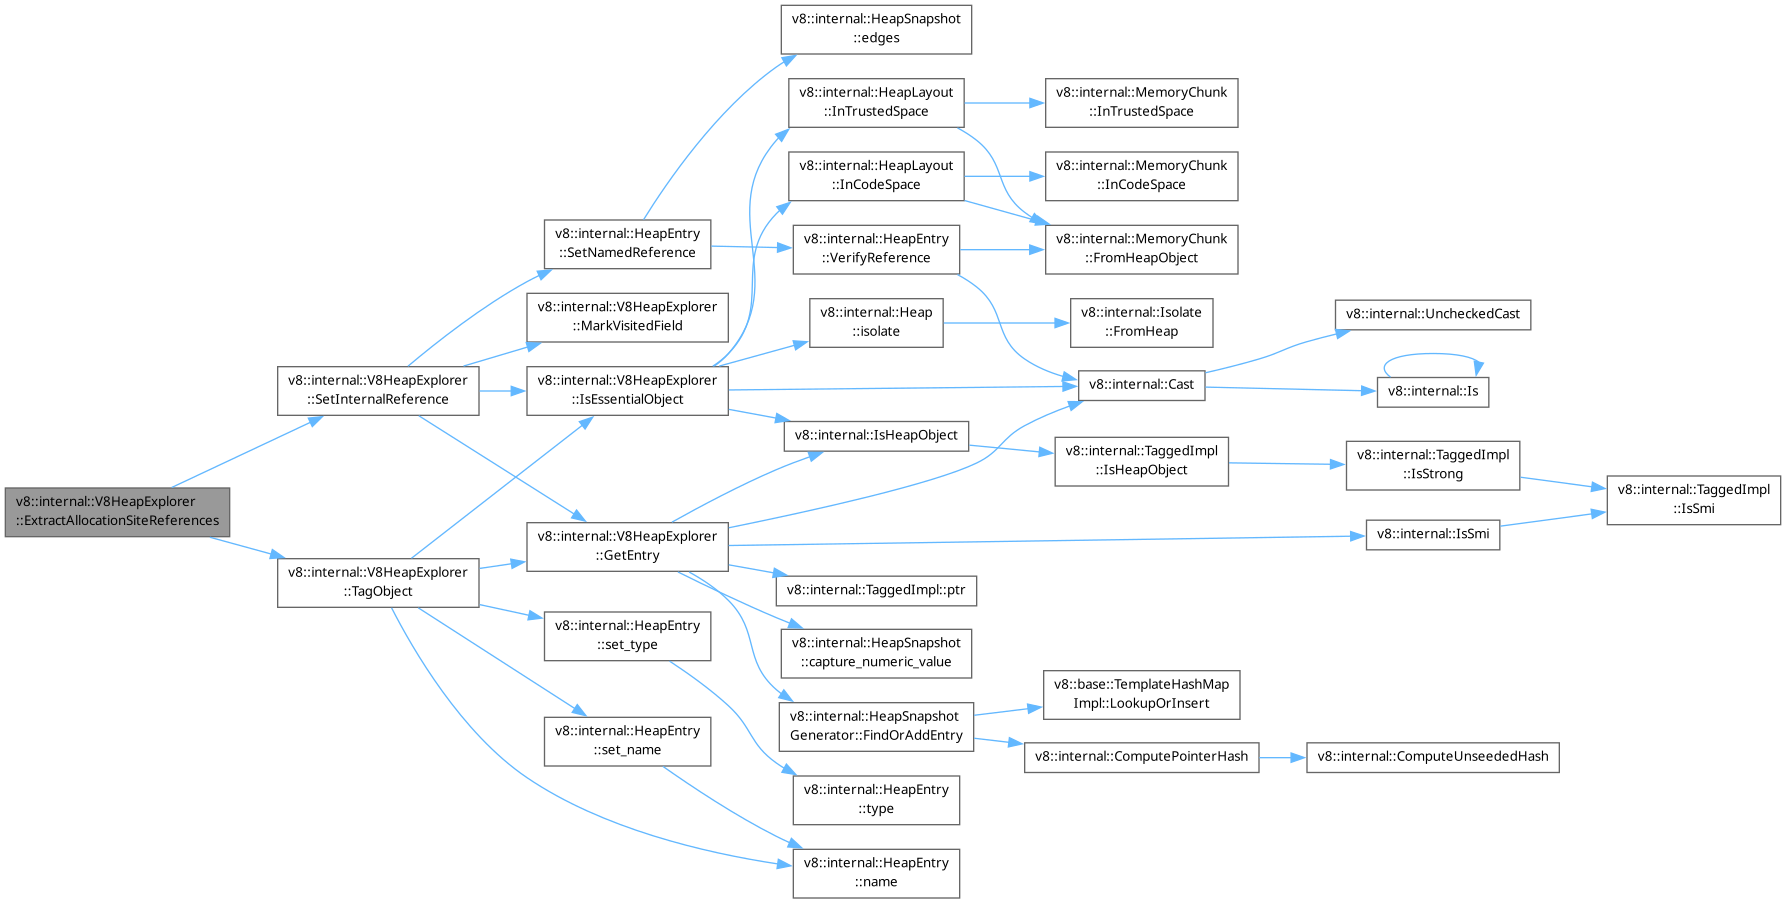 v8::internal::HeapSnapshot
::edges
v8::internal::HeapLayout
::InTrustedSpace
v8::internal::MemoryChunk
::InTrustedSpace
v8::internal::HeapLayout
::InCodeSpace
v8::internal::MemoryChunk
::InCodeSpace
v8::internal::HeapEntry
::SetNamedReference
v8::internal::HeapEntry
::VerifyReference
v8::internal::MemoryChunk
::FromHeapObject
v8::internal::V8HeapExplorer
::MarkVisitedField
v8::internal::Heap
::isolate
v8::internal::Isolate
::FromHeap
v8::internal::UncheckedCast
v8::internal::V8HeapExplorer
::SetInternalReference
v8::internal::V8HeapExplorer
::IsEssentialObject
v8::internal::Cast
v8::internal::Is
v8::internal::IsHeapObject
v8::internal::TaggedImpl
::IsHeapObject
v8::internal::TaggedImpl
::IsStrong
v8::internal::TaggedImpl
::IsSmi
v8::internal::V8HeapExplorer
::ExtractAllocationSiteReferences
v8::internal::V8HeapExplorer
::GetEntry
v8::internal::IsSmi
v8::internal::V8HeapExplorer
::TagObject
v8::internal::TaggedImpl::ptr
v8::internal::HeapEntry
::set_type
v8::internal::HeapSnapshot
::capture_numeric_value
v8::internal::HeapSnapshot
Generator::FindOrAddEntry
v8::base::TemplateHashMap
Impl::LookupOrInsert
v8::internal::HeapEntry
::set_name
v8::internal::ComputePointerHash
v8::internal::ComputeUnseededHash
v8::internal::HeapEntry
::type
v8::internal::HeapEntry
::name